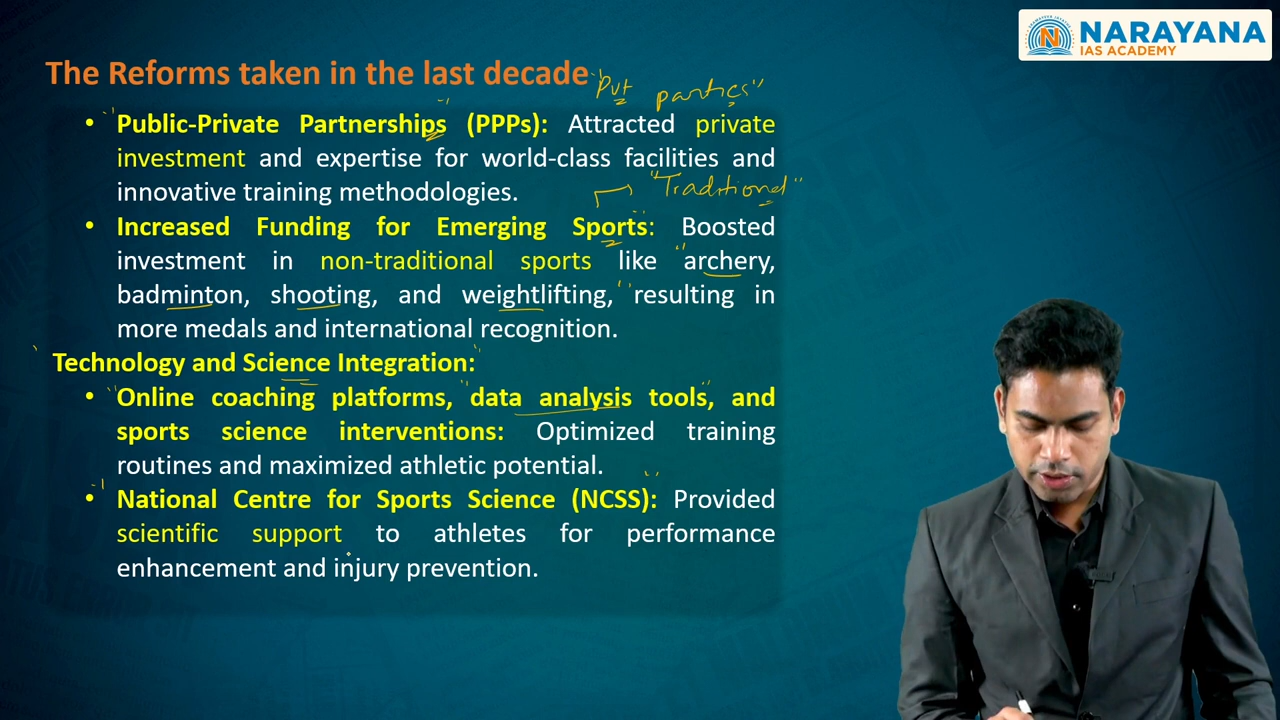 NARAYANA
IAS ACADEMY
The Reforms taken in the last decade
"Pvt parties"
• Public-Private Partnerships (PPPs): Attracted private
investment and expertise for world-class facilities and
innovative training methodologies.
"Traditional"
• Increased Funding for Emerging Sports: Boosted
investment in non-traditional sports like archery,
badminton, shooting, and weightlifting, resulting in
more medals and international recognition.
Technology and Science Integration:
• Online coaching platforms, data analysis tools, and
sports science interventions: Optimized training
routines and maximized athletic potential.
• National Centre for Sports Science (NCSS): Provided
scientific support to athletes for performance
enhancement and injury prevention.